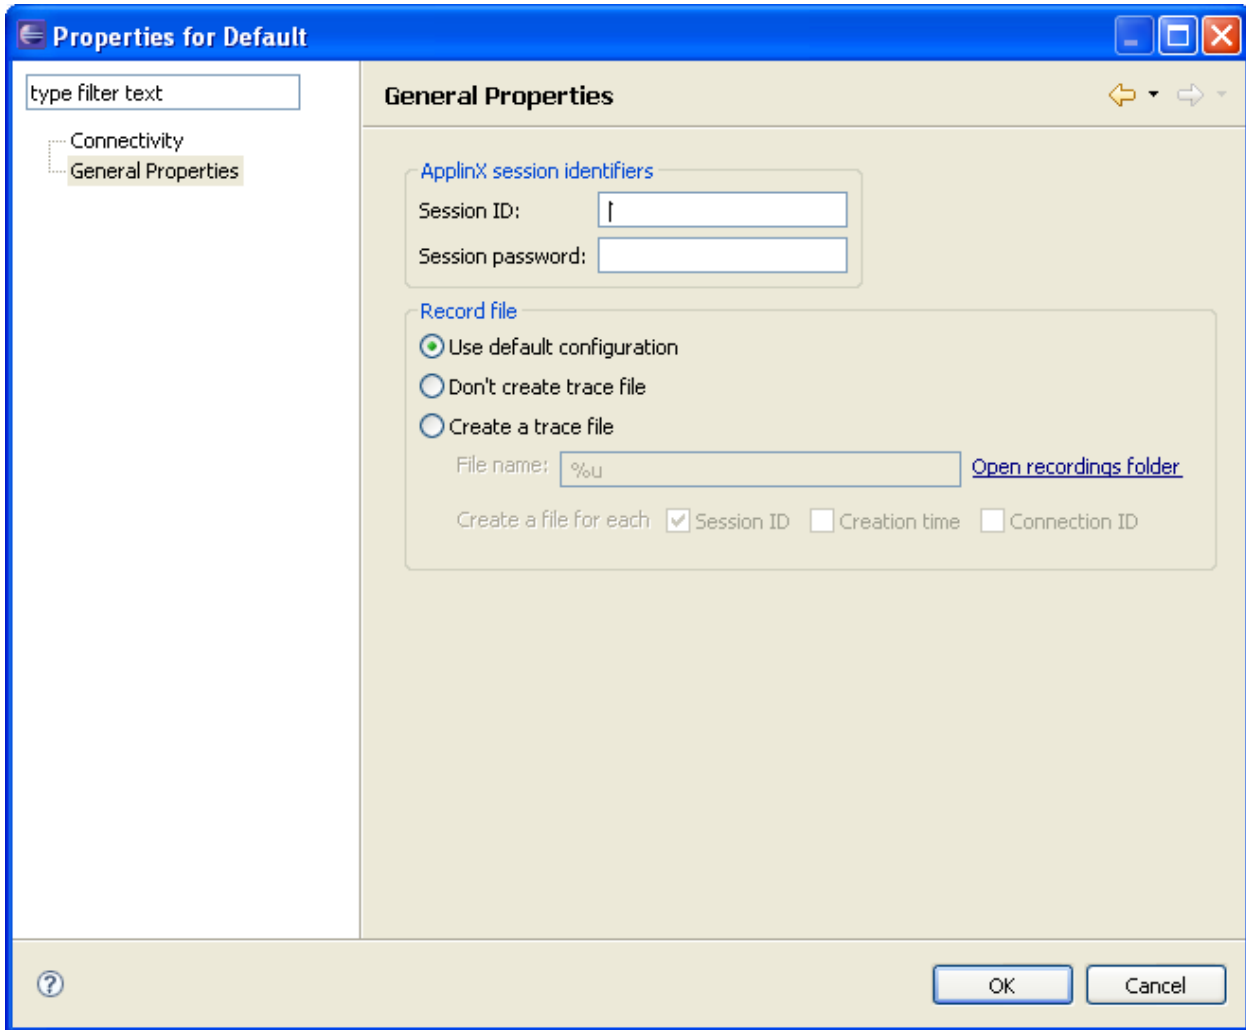 Properties for Default
type filter text
Connectivity
General Properties
General Properties
ApplinX session identifiers
Session ID:
Session password:
Record file
Use default configuration
Don't create trace file
Create a trace file
File name: %u Open recordings folder
Create a file for each Session ID Creation time Connection ID
? OK Cancel